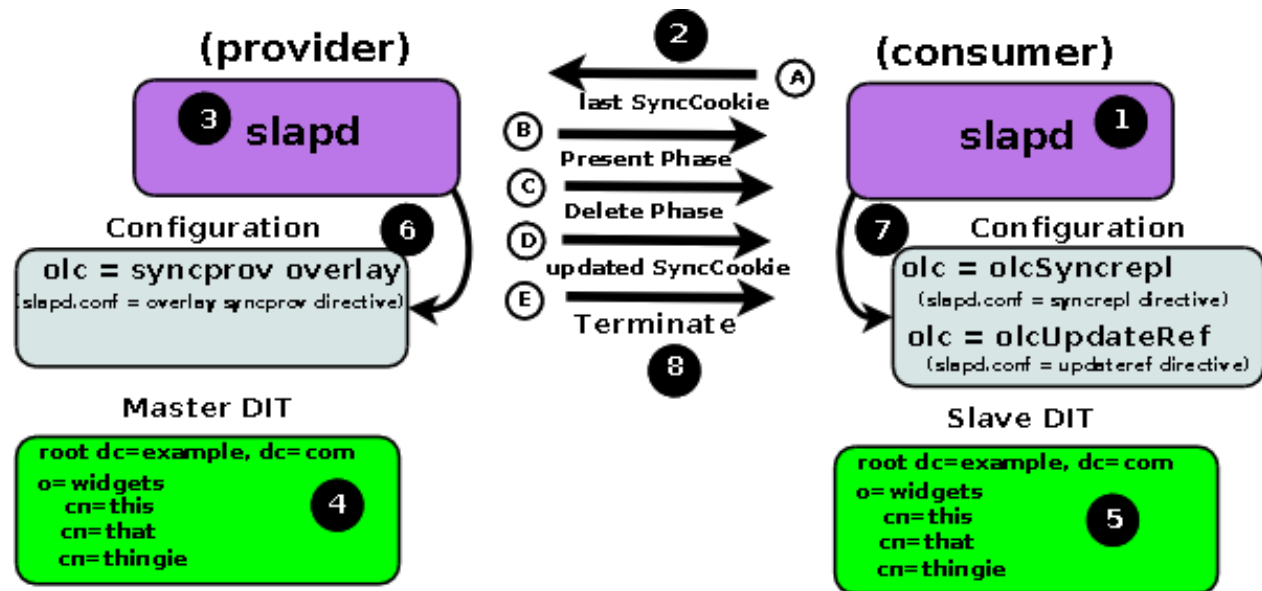 (provider)
2
(consumer)
A
last SyncCookie
3
slapd
1
slapd
B
Present Phase
C
Delete Phase
D
updated SyncCookie
E
Terminate
8
Configuration
6
olc = syncprov overlay
(slapd.conf = overlay syncprov directive)
7
Configuration
olc = olcSyncrepl
(slapd.conf = syncrepl directive)
olc = olcUpdateRef
(slapd.conf = updateref directive)
Master DIT
root dc=example, dc=com
o=widgets
cn=this
cn=that
cn=thingie
4
Slave DIT
root dc=example, dc=com
o=widgets
cn=this
cn=that
cn=thingie
5